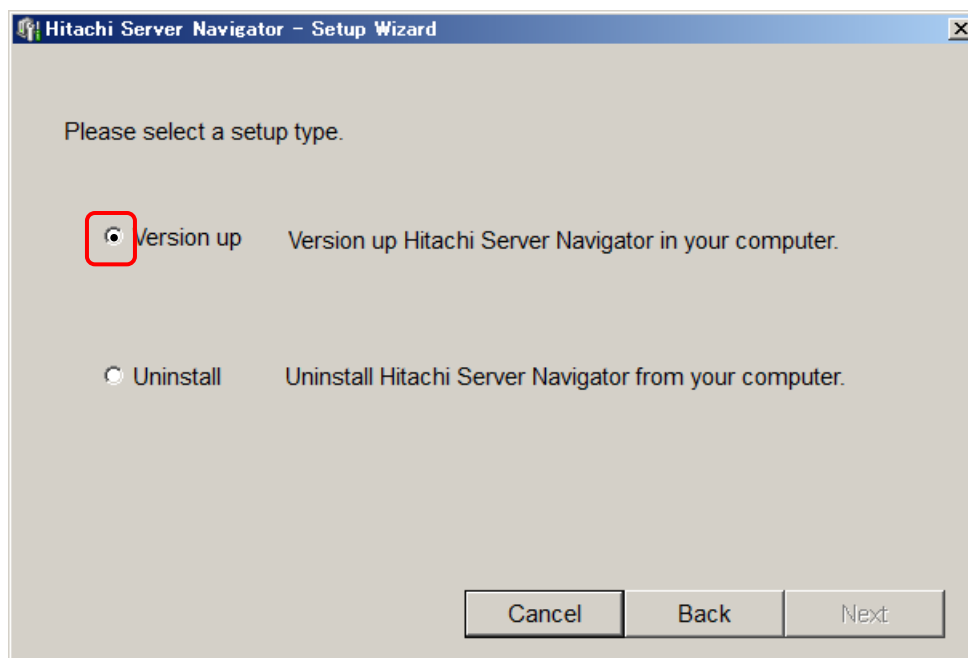 Hitachi Server Navigator - Setup Wizard
Please select a setup type.
Version up Version up Hitachi Server Navigator in your computer.
Uninstall Uninstall Hitachi Server Navigator from your computer.
Cancel Back Next